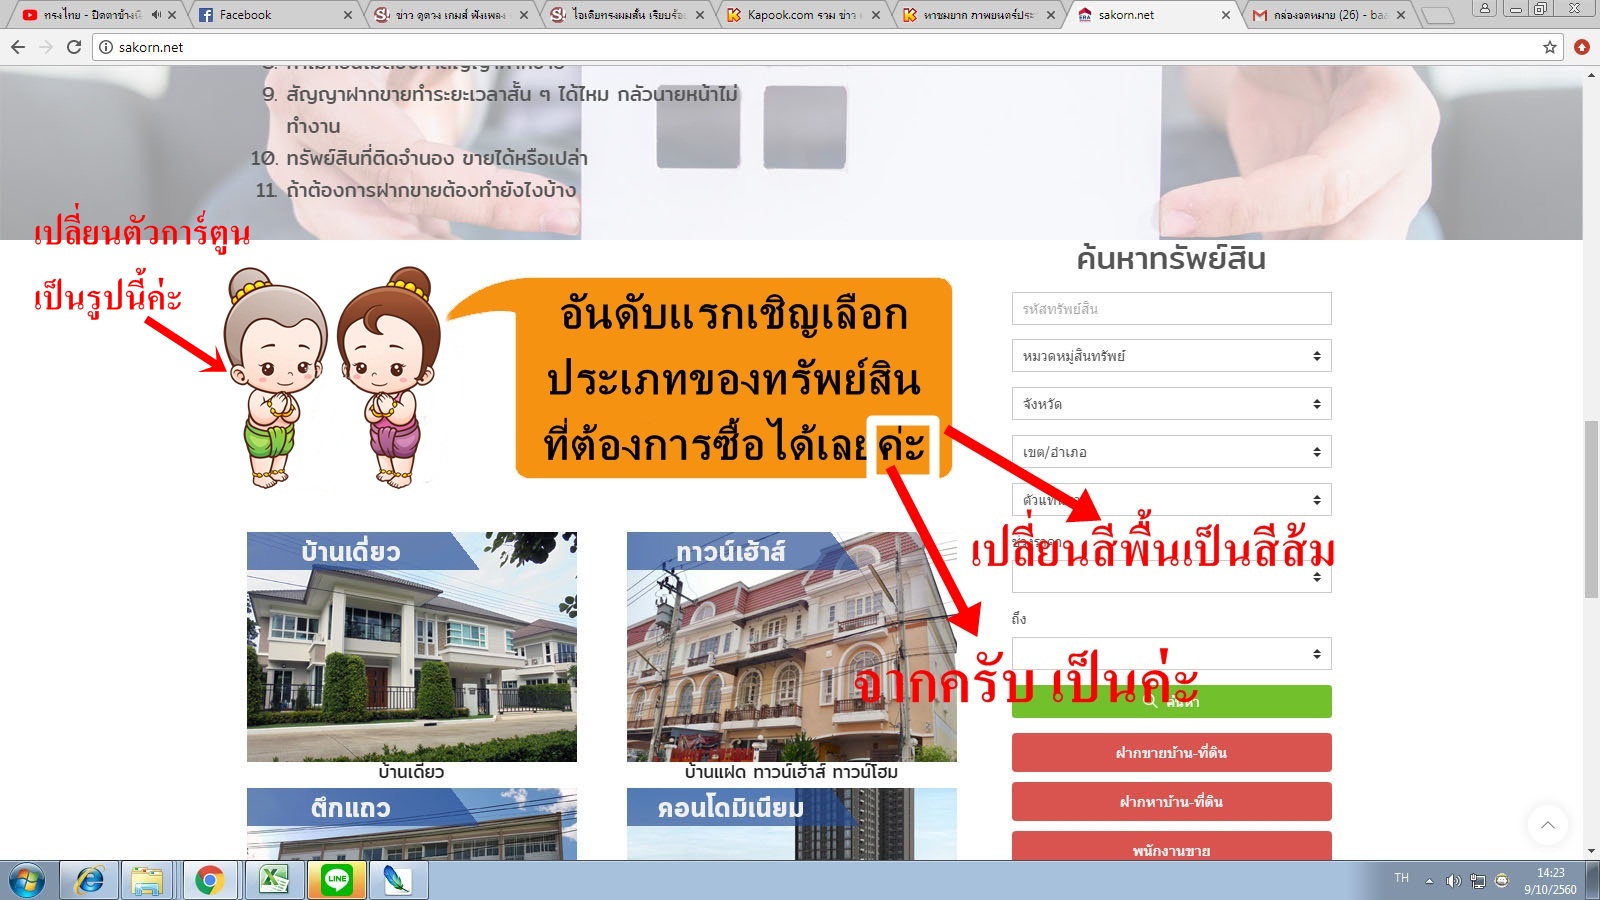 ทรงไทย - ปิดตาข้างนึ
Facebook
ข่าว ดูดวง เกมส์ ฟังเพลง
ไอเดียทรงผมสั้น เรียบร้อย
Kapook.com รวม ข่าว
หาชมยาก ภาพยนตร์ประ
sakorn.net
กล่องจดหมาย (26) - baa
sakorn.net
9. สัญญาฝากขายทำระยะเวลาสั้น ๆ ได้ไหม กลัวนายหน้าไม่
ทำงาน
10. ทรัพย์สินที่ติดจำนอง ขายได้หรือเปล่า
11. ถ้าต้องการฝากขายต้องทำยังไงบ้าง
เปลี่ยนตัวการ์ตูน
เป็นรูปนี้ค่ะ
อันดับแรกเชิญเลือก
ประเภทของทรัพย์สิน
ที่ต้องการซื้อได้เลยค่ะ
ค้นหาทรัพย์สิน
รหัสทรัพย์สิน
หมวดหมู่สินทรัพย์
จังหวัด
เขต/อำเภอ
เปลี่ยนสีพื้นเป็นสีส้ม
ช่วงราคา
ถึง
จากครับ เป็นค่ะ
ค้นหา
ฝากขายบ้าน-ที่ดิน
ฝากหาบ้าน-ที่ดิน
พนักงานขาย
บ้านเดี่ยว
ทาวน์เฮ้าส์
บ้านเดี่ยว
บ้านแฝด ทาวน์เฮ้าส์ ทาวน์โฮม
ตึกแถว
คอนโดมิเนียม
LINE
TH
14:23
9/10/2560